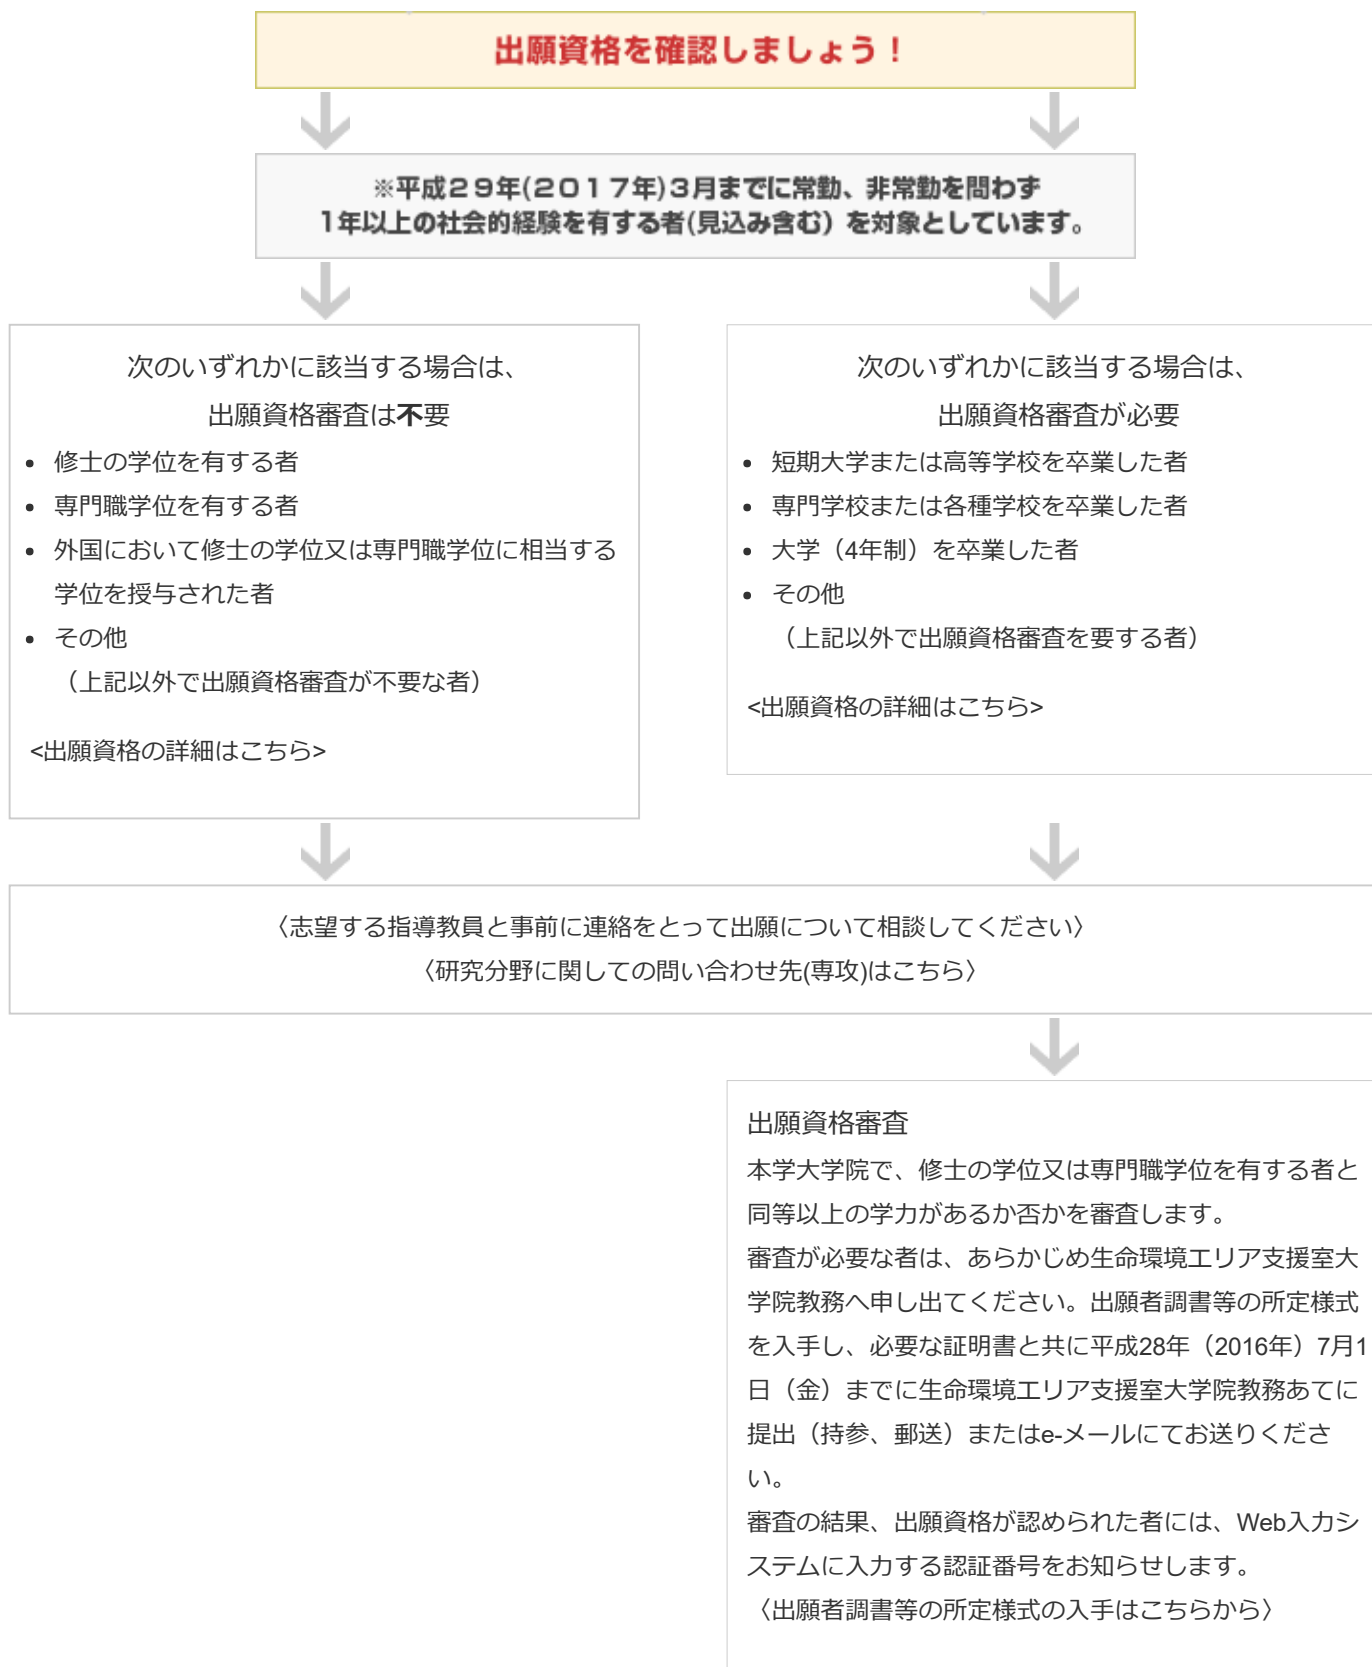 出願資格を確認しましょう！
※平成２９年(２０１７年)３月までに常勤、非常勤を問わず
１年以上の社会的経験を有する者(見込み含む）を対象としています。
次のいずれかに該当する場合は、
出願資格審査は不要
• 修士の学位を有する者
• 専門職学位を有する者
• 外国において修士の学位又は専門職学位に相当する
学位を授与された者
• その他
（上記以外で出願資格審査が不要な者）
<出願資格の詳細はこちら>
次のいずれかに該当する場合は、
出願資格審査が必要
• 短期大学または高等学校を卒業した者
• 専門学校または各種学校を卒業した者
• 大学（4年制）を卒業した者
• その他
（上記以外で出願資格審査を要する者）
<出願資格の詳細はこちら>
〈志望する指導教員と事前に連絡をとって出願について相談してください〉
〈研究分野に関しての問い合わせ先(専攻)はこちら〉
出願資格審査
本学大学院で、修士の学位又は専門職学位を有する者と
同等以上の学力があるか否かを審査します。
審査が必要な者は、あらかじめ生命環境エリア支援室大
学院教務へ申し出てください。出願者調書等の所定様式
を入手し、必要な証明書と共に平成28年（2016年）7月1
日（金）までに生命環境エリア支援室大学院教務あてに
提出（持参、郵送）またはe-メールにてお送りくださ
い。
審査の結果、出願資格が認められた者には、Web入力シ
ステムに入力する認証番号をお知らせします。
〈出願者調書等の所定様式の入手はこちらから〉